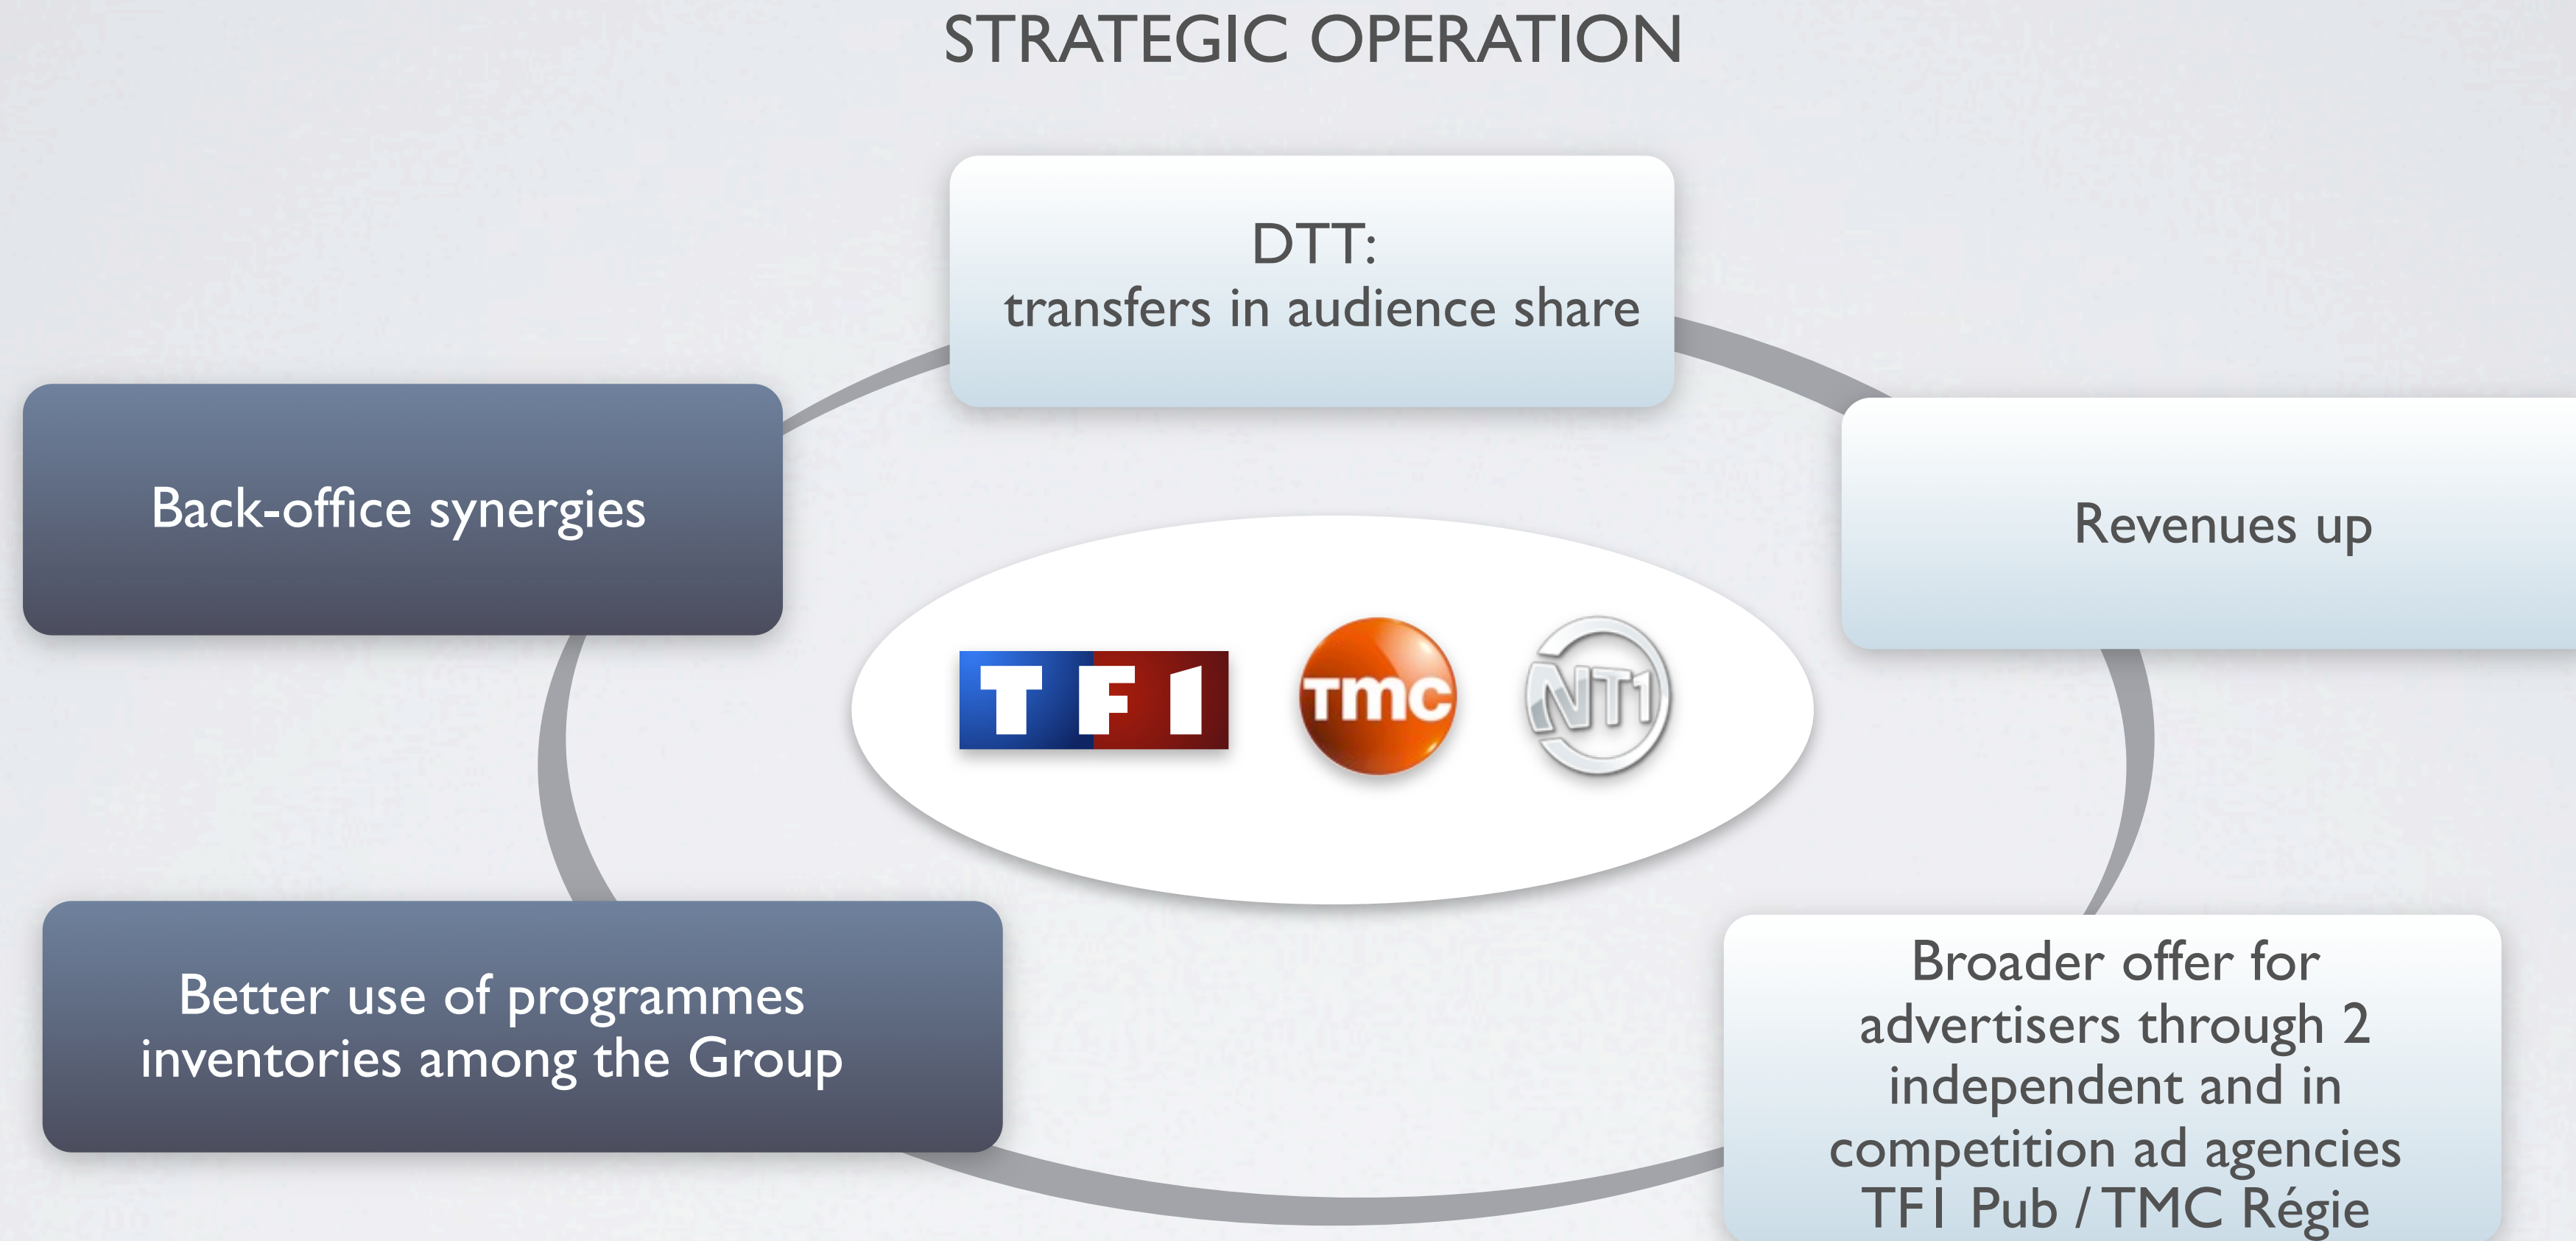 STRATEGIC OPERATION
DTT:
transfers in audience share
Back-office synergies
Revenues up
TF1
TMC
NT1
Better use of programmes
inventories among the Group
Broader offer for
advertisers through 2
independent and in
competition ad agencies
TF1 Pub / TMC Régie